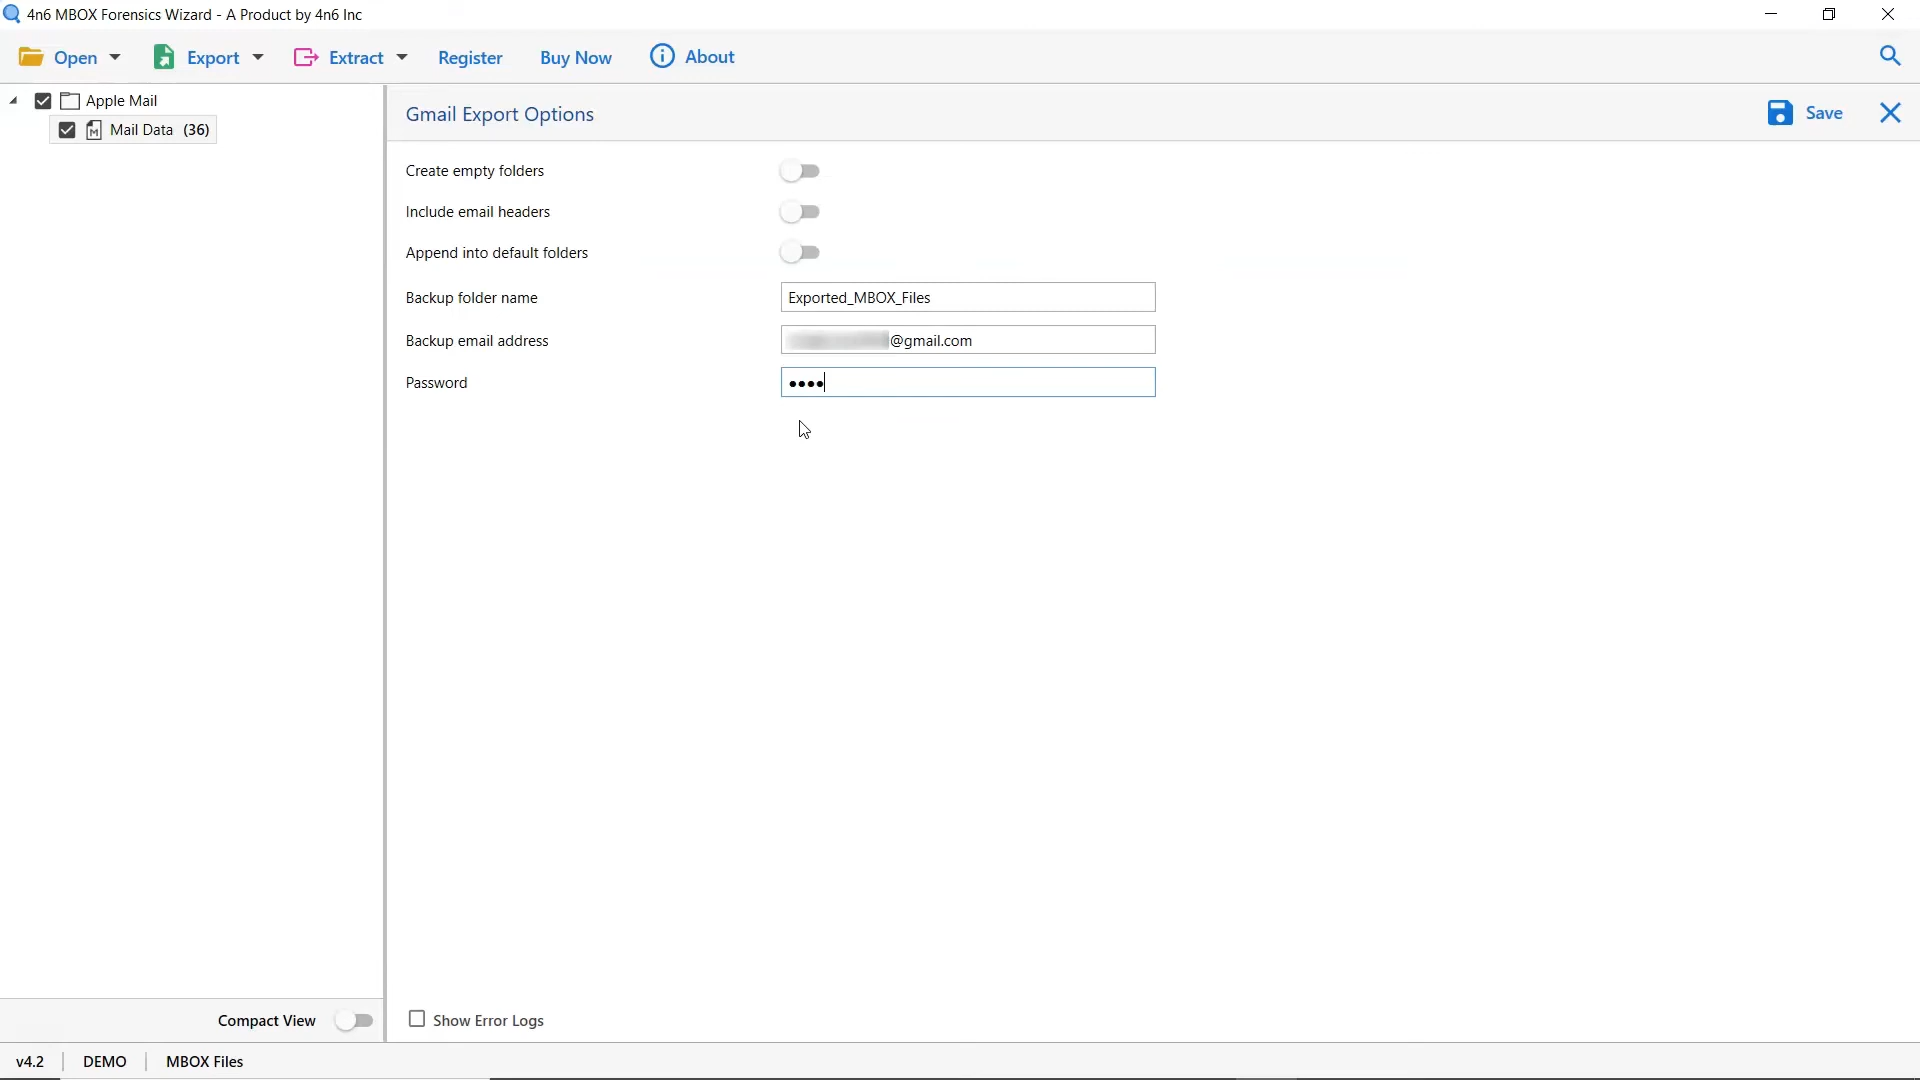 4n6 MBOX Forensics Wizard - A Product by 4n6 Inc
Open Export Extract Register Buy Now About
Apple Mail
Mail Data (36)
Gmail Export Options
Save
Create empty folders
Include email headers
Append into default folders
Backup folder name Exported_MBOX_Files
Backup email address @gmail.com
Password ••••
Compact View
Show Error Logs
v4.2 DEMO MBOX Files